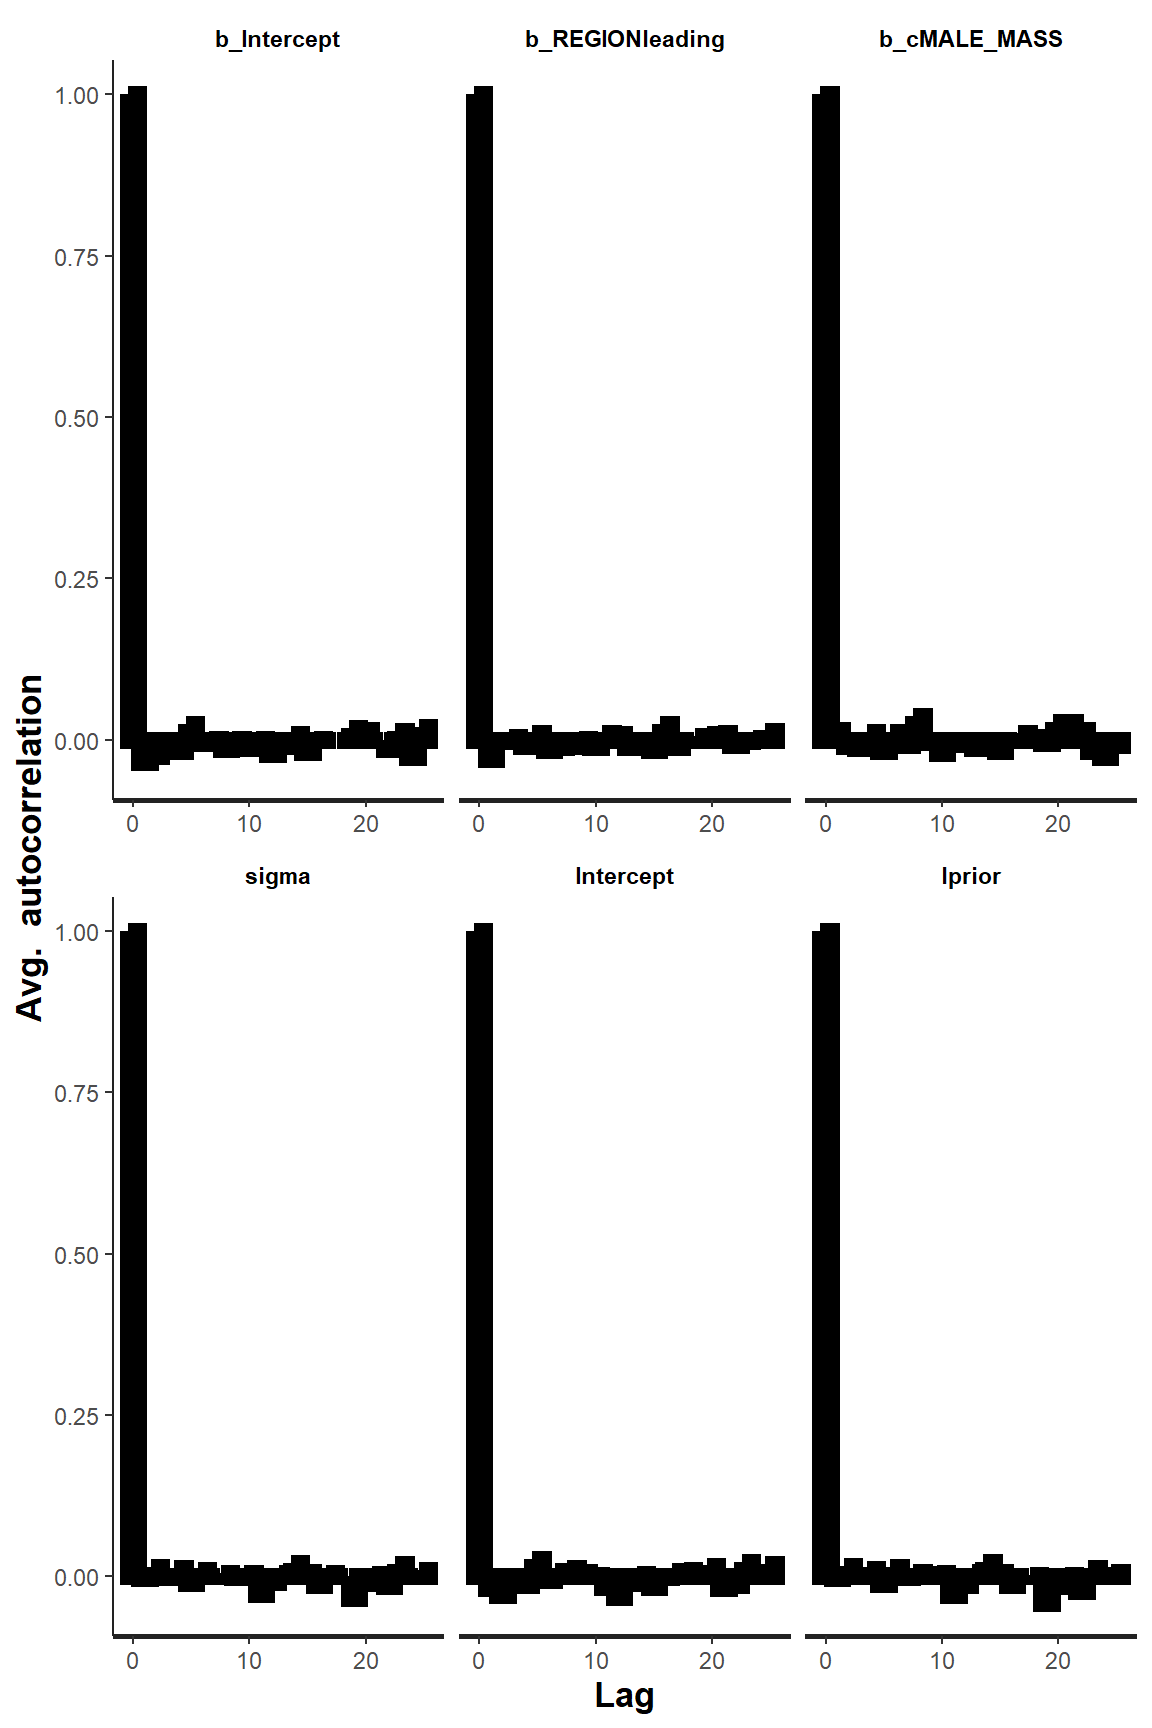 b_Intercept b_REGIONleading b_cMALE_MASS
1.00
0.75
0.50
0.25
0.00
0 10 20 0 10 20 0 10 20
Avg. autocorrelation
sigma Intercept lprior
1.00
0.75
0.50
0.25
0.00
0 10 20 0 10 20 0 10 20
Lag